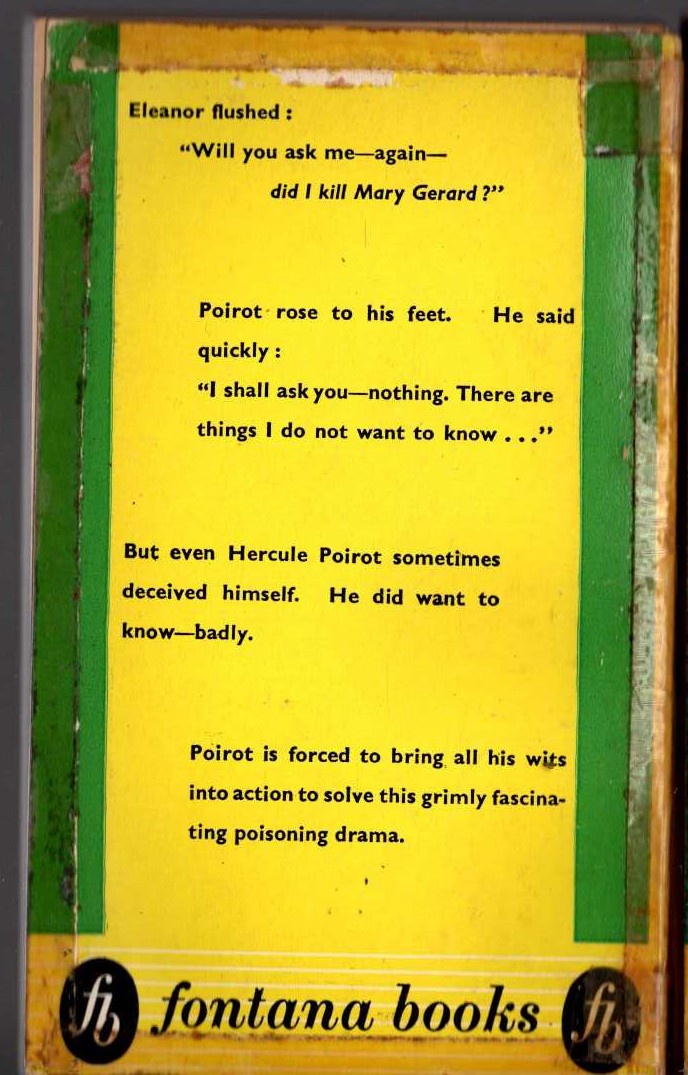 Eleanor flushed :
“Will you ask me—again—
did I kill Mary Gerard ?”
Poirot rose to his feet. He said
quickly :
“I shall ask you—nothing. There are
things I do not want to know . . .”
But even Hercule Poirot sometimes
deceived himself. He did want to
know—badly.
Poirot is forced to bring all his wits
into action to solve this grimly fascina-
ting poisoning drama.
fb fontana books fb